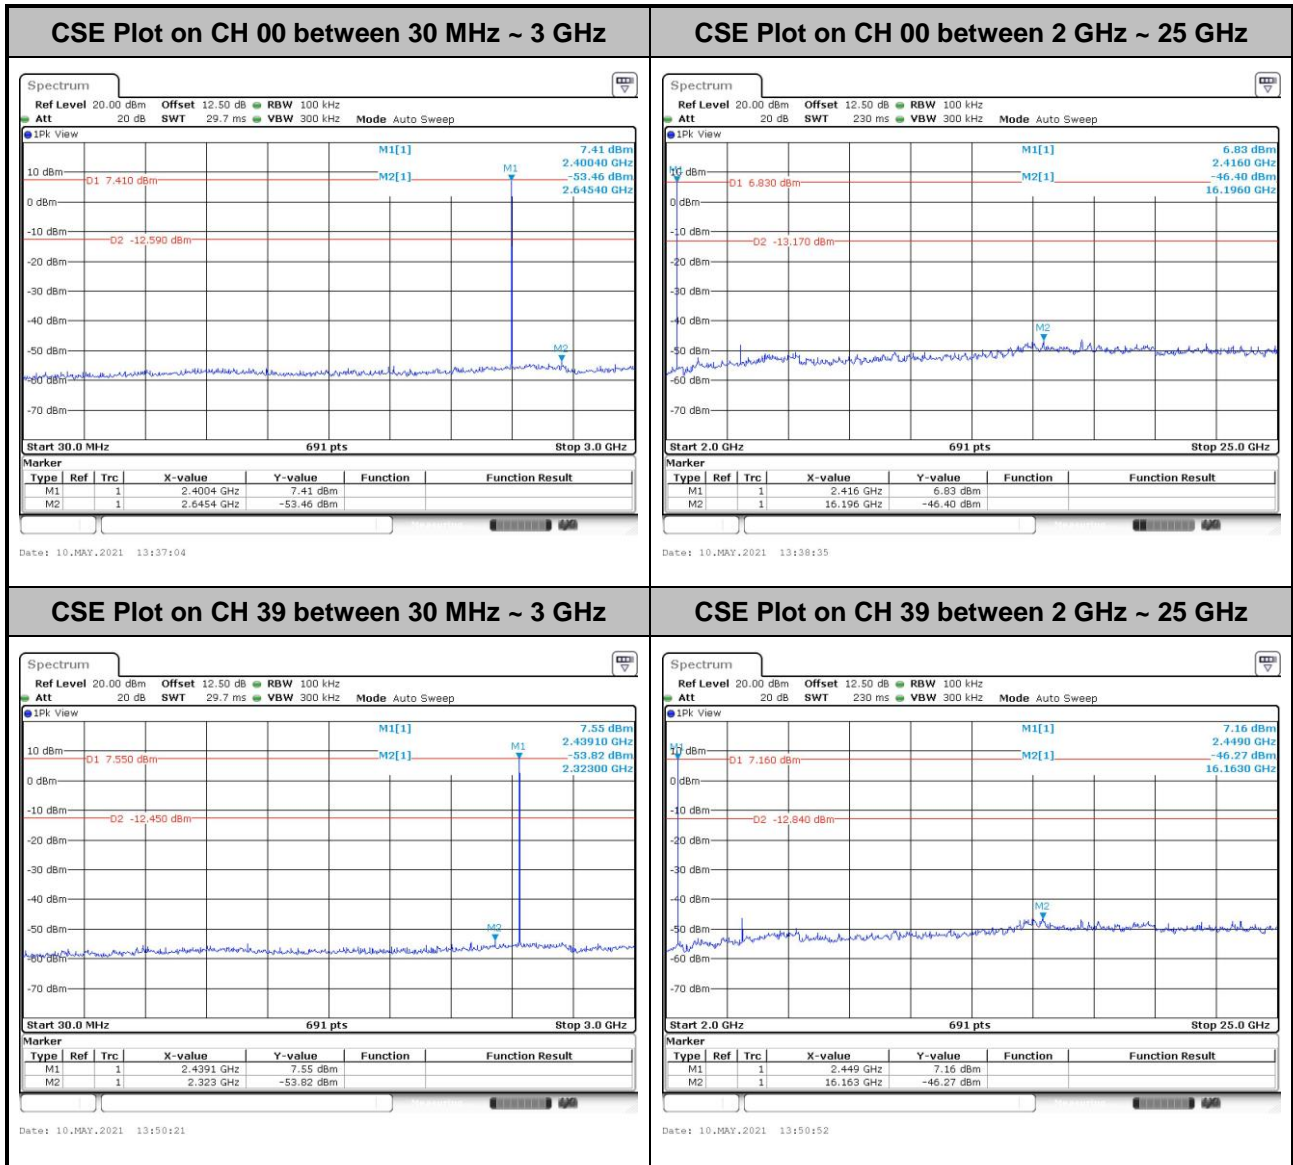 CSE Plot on CH 00 between 30 MHz ~ 3 GHz
Spectrum
Ref Level 20.00 dBm Offset 12.50 dB RBW 100 kHz
Att 20 dB SWT 29.7 ms VBW 300 kHz Mode Auto Sweep
1Pk View
M1[1] 7.41 dBm
2.40040 GHz
M2[1] -53.46 dBm
2.64540 GHz
M1
10 dBm
D1 7.410 dBm
0 dBm
-10 dBm
D2 -12.590 dBm
-20 dBm
-30 dBm
-40 dBm
-50 dBm
M2
-60 dBm
-70 dBm
Start 30.0 MHz 691 pts Stop 3.0 GHz
Marker
Type Ref Trc X-value Y-value Function Function Result
M1 1 2.4004 GHz 7.41 dBm
M2 1 2.6454 GHz -53.46 dBm
Date: 10.MAY.2021 13:37:04
CSE Plot on CH 00 between 2 GHz ~ 25 GHz
Spectrum
Ref Level 20.00 dBm Offset 12.50 dB RBW 100 kHz
Att 20 dB SWT 230 ms VBW 300 kHz Mode Auto Sweep
1Pk View
M1[1] 6.83 dBm
2.4160 GHz
M2[1] -46.40 dBm
16.1960 GHz
M1
10 dBm
D1 6.830 dBm
0 dBm
-10 dBm
D2 -13.170 dBm
-20 dBm
-30 dBm
-40 dBm
M2
-50 dBm
-60 dBm
-70 dBm
Start 2.0 GHz 691 pts Stop 25.0 GHz
Marker
Type Ref Trc X-value Y-value Function Function Result
M1 1 2.416 GHz 6.83 dBm
M2 1 16.196 GHz -46.40 dBm
Date: 10.MAY.2021 13:38:35
CSE Plot on CH 39 between 30 MHz ~ 3 GHz
Spectrum
Ref Level 20.00 dBm Offset 12.50 dB RBW 100 kHz
Att 20 dB SWT 29.7 ms VBW 300 kHz Mode Auto Sweep
1Pk View
M1[1] 7.55 dBm
2.43910 GHz
M2[1] -53.82 dBm
2.32300 GHz
M1
10 dBm
D1 7.550 dBm
0 dBm
-10 dBm
D2 -12.450 dBm
-20 dBm
-30 dBm
-40 dBm
-50 dBm
M2
-60 dBm
-70 dBm
Start 30.0 MHz 691 pts Stop 3.0 GHz
Marker
Type Ref Trc X-value Y-value Function Function Result
M1 1 2.4391 GHz 7.55 dBm
M2 1 2.323 GHz -53.82 dBm
Date: 10.MAY.2021 13:50:21
CSE Plot on CH 39 between 2 GHz ~ 25 GHz
Spectrum
Ref Level 20.00 dBm Offset 12.50 dB RBW 100 kHz
Att 20 dB SWT 230 ms VBW 300 kHz Mode Auto Sweep
1Pk View
M1[1] 7.16 dBm
2.4490 GHz
M2[1] -46.27 dBm
16.1630 GHz
M1
10 dBm
D1 7.160 dBm
0 dBm
-10 dBm
D2 -12.840 dBm
-20 dBm
-30 dBm
-40 dBm
M2
-50 dBm
-60 dBm
-70 dBm
Start 2.0 GHz 691 pts Stop 25.0 GHz
Marker
Type Ref Trc X-value Y-value Function Function Result
M1 1 2.449 GHz 7.16 dBm
M2 1 16.163 GHz -46.27 dBm
Date: 10.MAY.2021 13:50:52